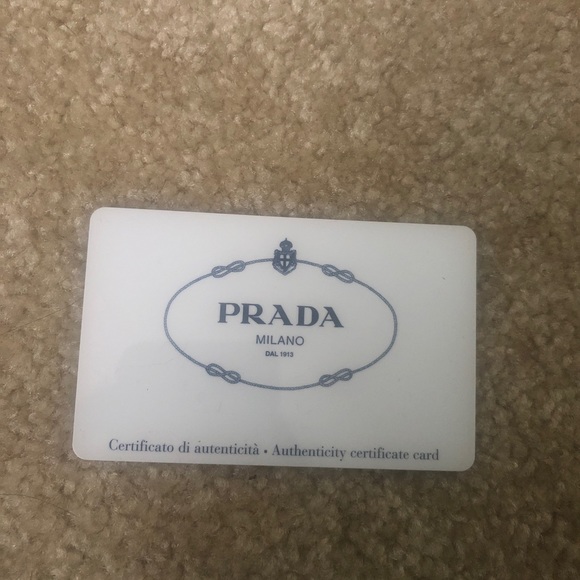 PRADA
MILANO
DAL 1913
Certificato di autenticità • Authenticity certificate card